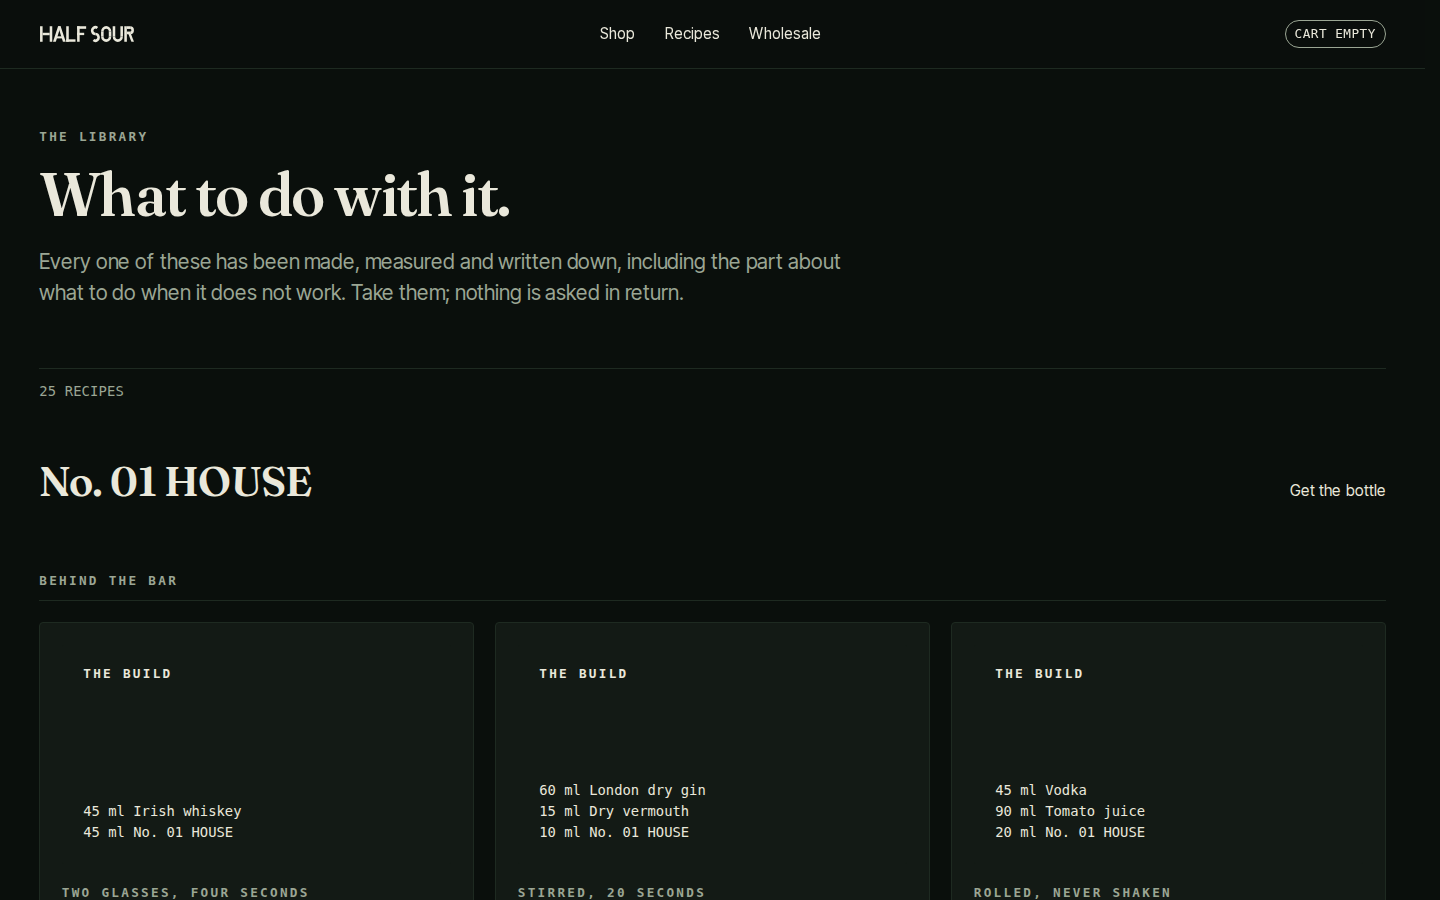 HALF SOUR
Shop Recipes Wholesale
CART EMPTY
THE LIBRARY
What to do with it.
Every one of these has been made, measured and written down, including the part about
what to do when it does not work. Take them; nothing is asked in return.
25 RECIPES
No. 01 HOUSE
Get the bottle
BEHIND THE BAR
THE BUILD
45 ml Irish whiskey
45 ml No. 01 HOUSE
TWO GLASSES, FOUR SECONDS
THE BUILD
60 ml London dry gin
15 ml Dry vermouth
10 ml No. 01 HOUSE
STIRRED, 20 SECONDS
THE BUILD
45 ml Vodka
90 ml Tomato juice
20 ml No. 01 HOUSE
ROLLED, NEVER SHAKEN